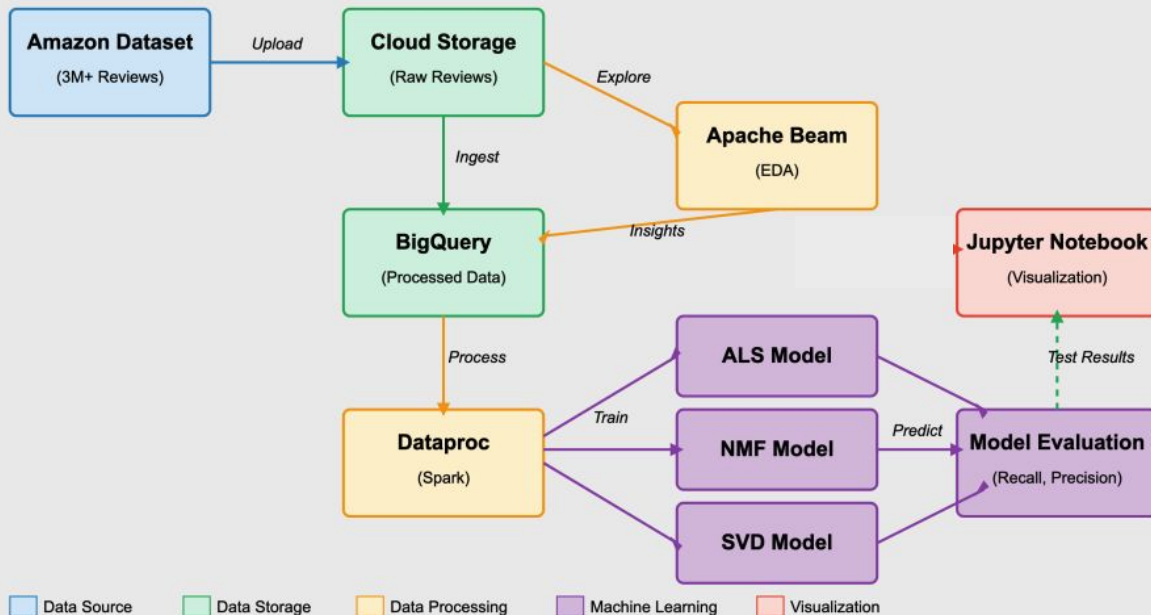 Amazon Dataset
(3M+ Reviews)
Upload
Cloud Storage
(Raw Reviews)
Explore
Apache Beam
(EDA)
Ingest
Insights
BigQuery
(Processed Data)
Jupyter Notebook
(Visualization)
Process
ALS Model
Test Results
Dataproc
(Spark)
Train
NMF Model
Predict
Model Evaluation
(Recall, Precision)
SVD Model
Data Source
Data Storage
Data Processing
Machine Learning
Visualization